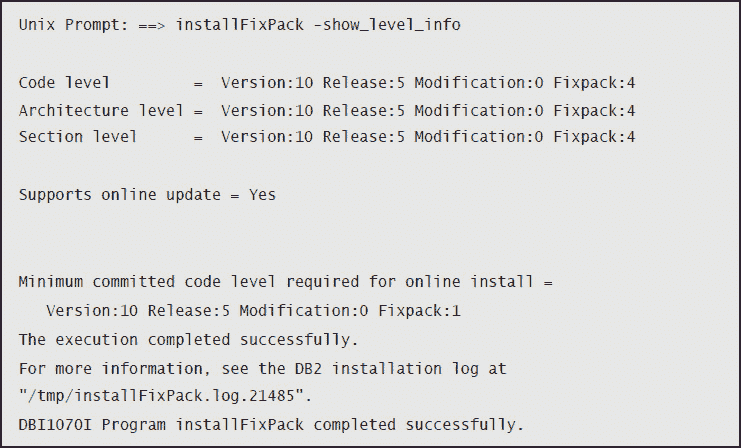 Unix Prompt: ==> installFixPack -show_level_info
Code level = Version:10 Release:5 Modification:0 Fixpack:4
Architecture level = Version:10 Release:5 Modification:0 Fixpack:4
Section level = Version:10 Release:5 Modification:0 Fixpack:4
Supports online update = Yes
Minimum committed code level required for online install =
Version:10 Release:5 Modification:0 Fixpack:1
The execution completed successfully.
For more information, see the DB2 installation log at
"/tmp/installFixPack.log.21485".
DBI1070I Program installFixPack completed successfully.